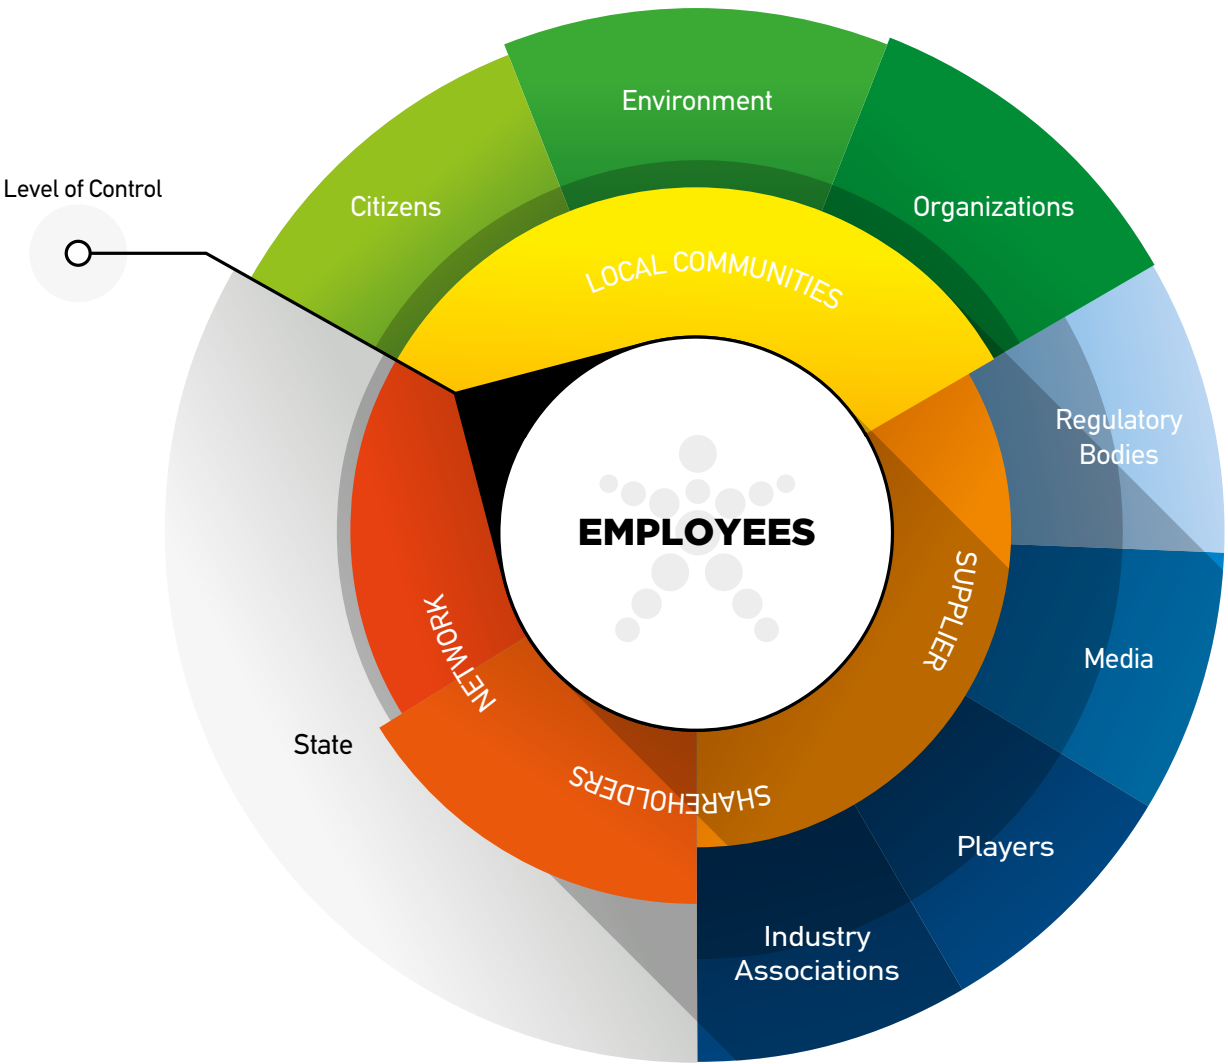 Environment
Level of Control
Citizens
Organizations
LOCAL COMMUNITIES
Regulatory
Bodies
EMPLOYEES
SUPPLIER
NETWORK
Media
State
SHAREHOLDERS
Players
Industry
Associations